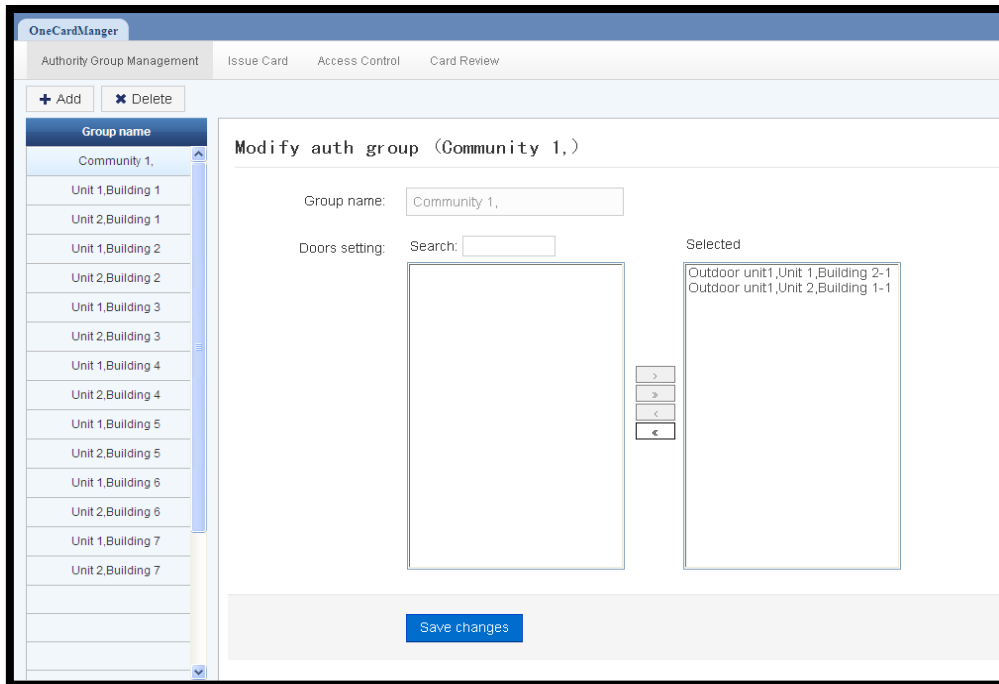 OneCardManger
Authority Group Management Issue Card Access Control Card Review
Add Delete
Group name
Community 1,
Unit 1,Building 1
Unit 2,Building 1
Unit 1,Building 2
Unit 2,Building 2
Unit 1,Building 3
Unit 2,Building 3
Unit 1,Building 4
Unit 2,Building 4
Unit 1,Building 5
Unit 2,Building 5
Unit 1,Building 6
Unit 2,Building 6
Unit 1,Building 7
Unit 2,Building 7
Modify auth group（Community 1,）
Group name: Community 1,
Doors setting: Search: Selected
Outdoor unit1,Unit 1,Building 2-1
Outdoor unit1,Unit 2,Building 1-1
›
»
‹
«
Save changes